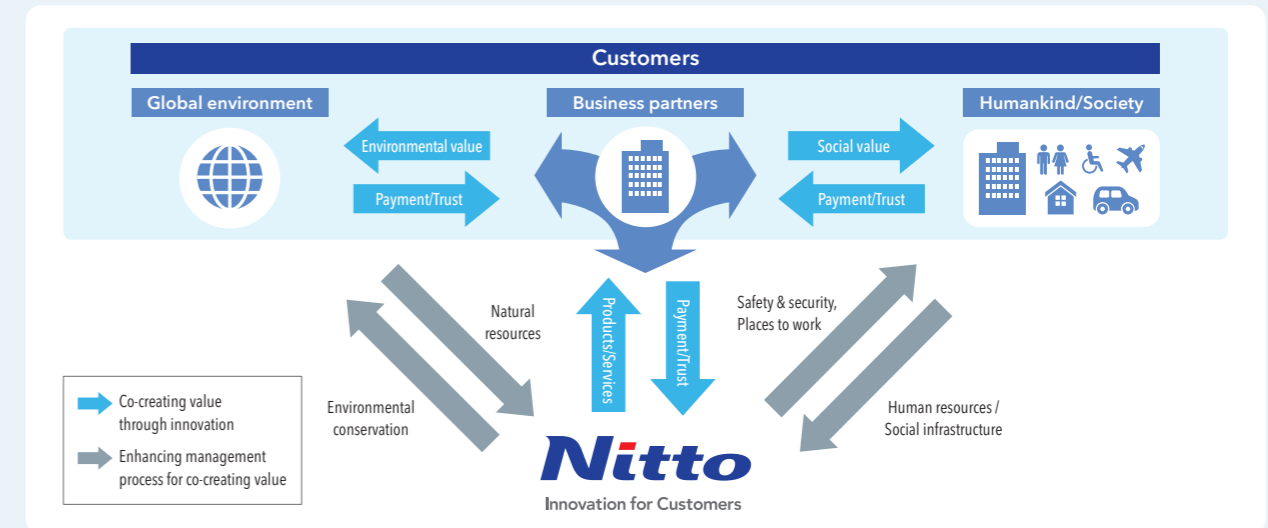 Customers
Global environment
Business partners
Humankind/Society
Environmental value
Payment/Trust
Social value
Payment/Trust
Natural
resources
Environmental
conservation
Products/Services
Payment/Trust
Safety & security,
Places to work
Human resources /
Social infrastructure
Co-creating value
through innovation
Enhancing management
process for co-creating value
Nitto
Innovation for Customers